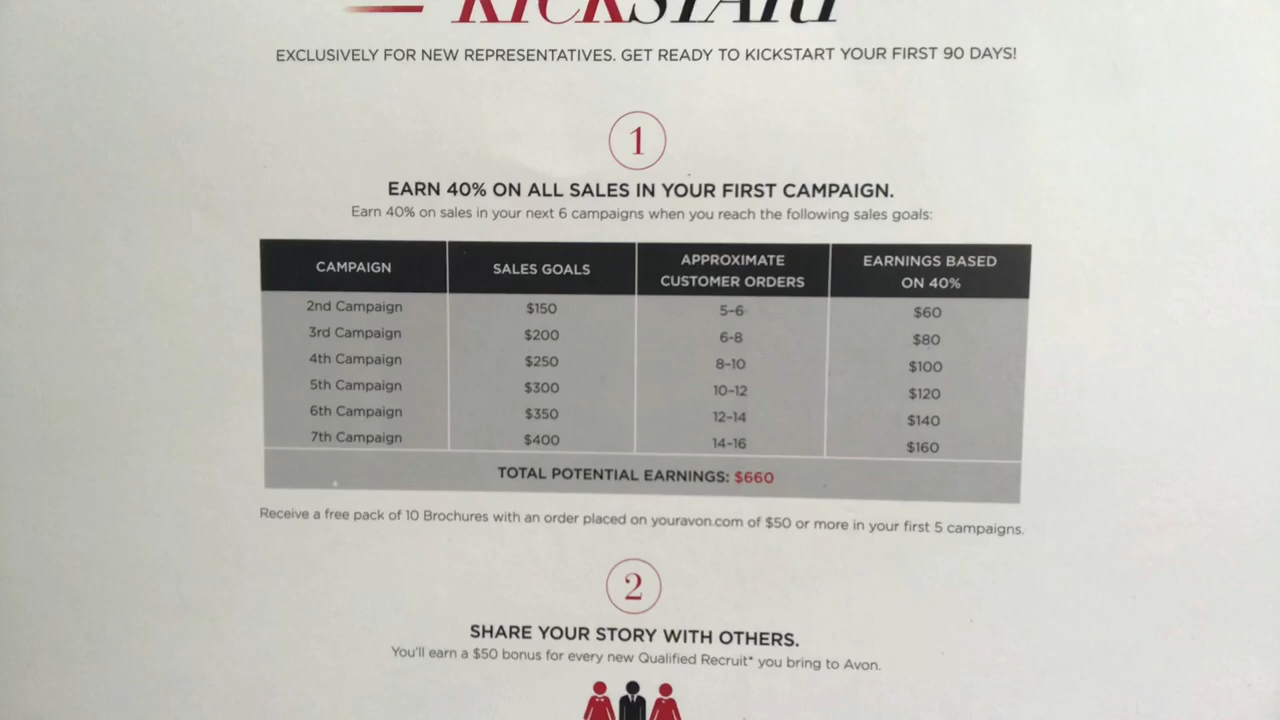 KICKSTART
EXCLUSIVELY FOR NEW REPRESENTATIVES. GET READY TO KICKSTART YOUR FIRST 90 DAYS!
1
EARN 40% ON ALL SALES IN YOUR FIRST CAMPAIGN.
Earn 40% on sales in your next 6 campaigns when you reach the following sales goals:
CAMPAIGN SALES GOALS APPROXIMATE CUSTOMER ORDERS EARNINGS BASED ON 40%
2nd Campaign $150 5-6 $60
3rd Campaign $200 6-8 $80
4th Campaign $250 8-10 $100
5th Campaign $300 10-12 $120
6th Campaign $350 12-14 $140
7th Campaign $400 14-16 $160
TOTAL POTENTIAL EARNINGS: $660
Receive a free pack of 10 Brochures with an order placed on youravon.com of $50 or more in your first 5 campaigns.
2
SHARE YOUR STORY WITH OTHERS.
You'll earn a $50 bonus for every new Qualified Recruit* you bring to Avon.